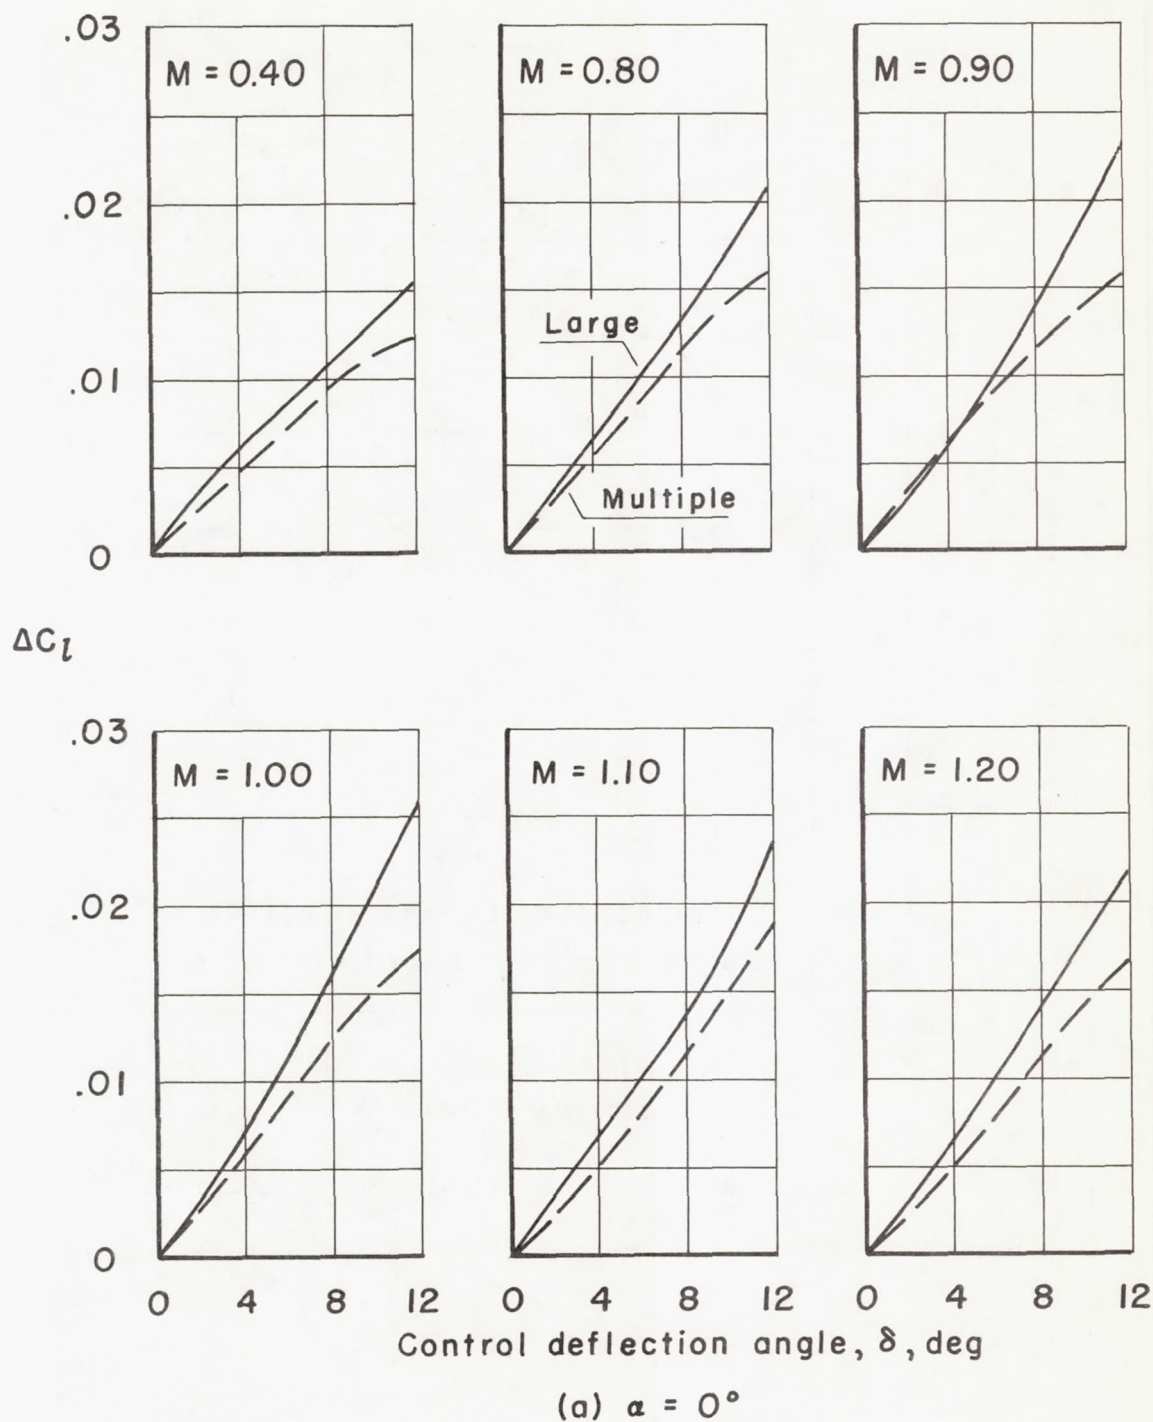 .03
M = 0.40
M = 0.80
M = 0.90
.02
Large
.01
Multiple
0
ΔCl
.03
M = 1.00
M = 1.10
M = 1.20
.02
.01
0
0 4 8 12 0 4 8 12 0 4 8 12
Control deflection angle, δ, deg
(a) α = 0°